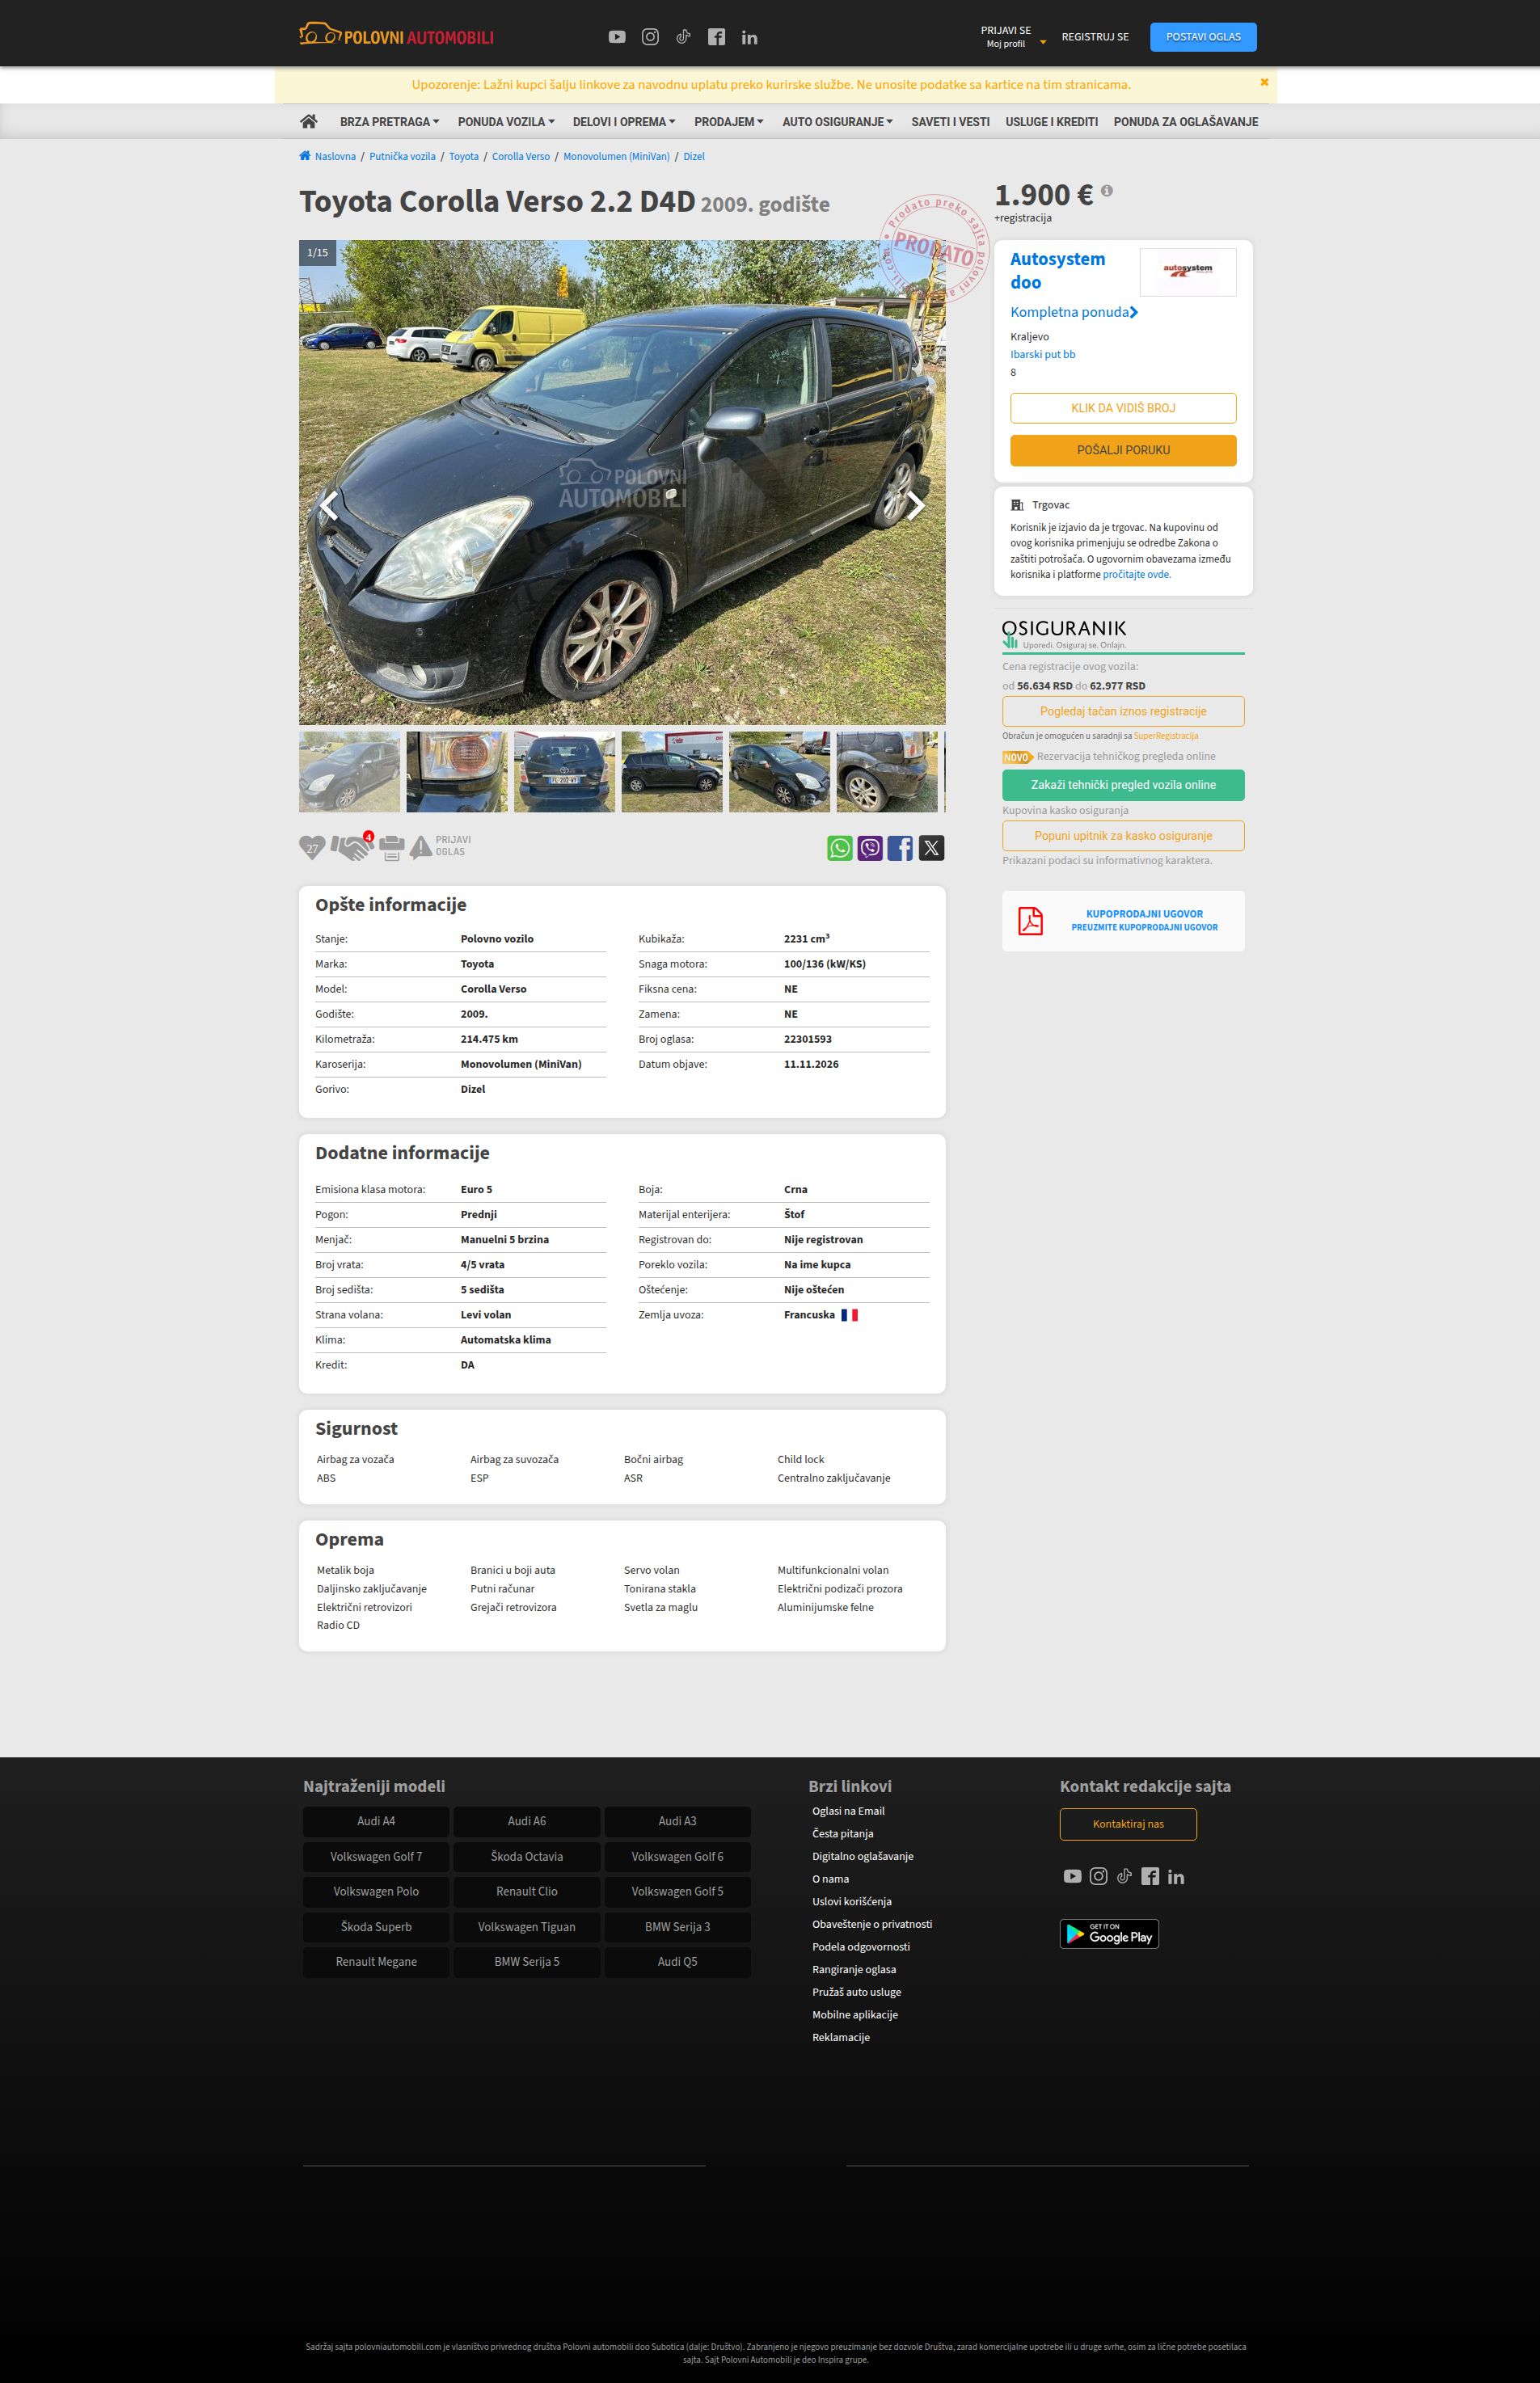 POLOVNI AUTOMOBILI
PRIJAVI SE
Moj profil
REGISTRUJ SE
POSTAVI OGLAS
Upozorenje: Lažni kupci šalju linkove za navodnu uplatu preko kurirske službe. Ne unosite podatke sa kartice na tim stranicama.
BRZA PRETRAGA PONUDA VOZILA DELOVI I OPREMA PRODAJEM AUTO OSIGURANJE SAVETI I VESTI USLUGE I KREDITI PONUDA ZA OGLAŠAVANJE
Naslovna / Putnička vozila / Toyota / Corolla Verso / Monovolumen (MiniVan) / Dizel
Toyota Corolla Verso 2.2 D4D 2009. godište
1.900 €
+registracija
Prodato preko sajta polovni automobili.com
PRODATO
1/15
POLOVNI
AUTOMOBILI
27
4
PRIJAVI
OGLAS
Autosystem
doo
autosystem
Kompletna ponuda
Kraljevo
Ibarski put bb
8
KLIK DA VIDIŠ BROJ
POŠALJI PORUKU
Trgovac
Korisnik je izjavio da je trgovac. Na kupovinu od
ovog korisnika primenjuju se odredbe Zakona o
zaštiti potrošača. O ugovornim obavezama između
korisnika i platforme pročitajte ovde.
OSIGURANIK
Uporedi. Osiguraj se. Onlajn.
Cena registracije ovog vozila:
od 56.634 RSD do 62.977 RSD
Pogledaj tačan iznos registracije
Obračun je omogućen u saradnji sa SuperRegistracija
NOVO Rezervacija tehničkog pregleda online
Zakaži tehnički pregled vozila online
Kupovina kasko osiguranja
Popuni upitnik za kasko osiguranje
Prikazani podaci su informativnog karaktera.
KUPOPRODAJNI UGOVOR
PREUZMITE KUPOPRODAJNI UGOVOR
Opšte informacije
Stanje: Polovno vozilo
Marka: Toyota
Model: Corolla Verso
Godište: 2009.
Kilometraža: 214.475 km
Karoserija: Monovolumen (MiniVan)
Gorivo: Dizel
Kubikaža: 2231 cm³
Snaga motora: 100/136 (kW/KS)
Fiksna cena: NE
Zamena: NE
Broj oglasa: 22301593
Datum objave: 11.11.2026
Dodatne informacije
Emisiona klasa motora: Euro 5
Pogon: Prednji
Menjač: Manuelni 5 brzina
Broj vrata: 4/5 vrata
Broj sedišta: 5 sedišta
Strana volana: Levi volan
Klima: Automatska klima
Kredit: DA
Boja: Crna
Materijal enterijera: Štof
Registrovan do: Nije registrovan
Poreklo vozila: Na ime kupca
Oštećenje: Nije oštećen
Zemlja uvoza: Francuska
Sigurnost
Airbag za vozača Airbag za suvozača Bočni airbag Child lock
ABS ESP ASR Centralno zaključavanje
Oprema
Metalik boja Branici u boji auta Servo volan Multifunkcionalni volan
Daljinsko zaključavanje Putni računar Tonirana stakla Električni podizači prozora
Električni retrovizori Grejači retrovizora Svetla za maglu Aluminijumske felne
Radio CD
Najtraženiji modeli
Audi A4 Audi A6 Audi A3
Volkswagen Golf 7 Škoda Octavia Volkswagen Golf 6
Volkswagen Polo Renault Clio Volkswagen Golf 5
Škoda Superb Volkswagen Tiguan BMW Serija 3
Renault Megane BMW Serija 5 Audi Q5
Brzi linkovi
Oglasi na Email
Česta pitanja
Digitalno oglašavanje
O nama
Uslovi korišćenja
Obaveštenje o privatnosti
Podela odgovornosti
Rangiranje oglasa
Pružaš auto usluge
Mobilne aplikacije
Reklamacije
Kontakt redakcije sajta
Kontaktiraj nas
GET IT ON
Google Play
Sadržaj sajta polovniautomobili.com je vlasništvo privrednog društva Polovni automobili doo Subotica (dalje: Društvo). Zabranjeno je njegovo preuzimanje bez dozvole Društva, zarad komercijalne upotrebe ili u druge svrhe, osim za lične potrebe posetilaca
sajta. Sajt Polovni Automobili je deo Inspira grupe.